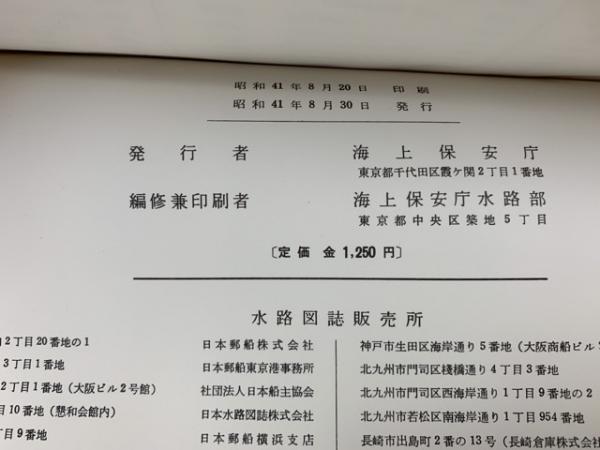 昭和41年8月20日 印刷
昭和41年8月30日 発行
発行者 海上保安庁
東京都千代田区霞ケ関2丁目1番地
編修兼印刷者 海上保安庁水路部
東京都中央区築地5丁目
〔定価 金1,250円〕
水路図誌販売所
2丁目20番地の1 日本郵船株式会社 神戸市生田区海岸通り5番地（大阪商船ビル
3丁目1番地 日本郵船東京港事務所 北九州市門司区桟橋通り4丁目3番地
2丁目1番地（大阪ビル2号館） 社団法人日本船主協会 北九州市門司区西海岸通り1丁目9番地の2
目10番地（懇和会館内） 日本水路図誌株式会社 北九州市若松区南海岸通り1丁目954番地
丁目9番地 日本郵船横浜支店 長崎市出島町2番の13号（長崎倉庫株式会